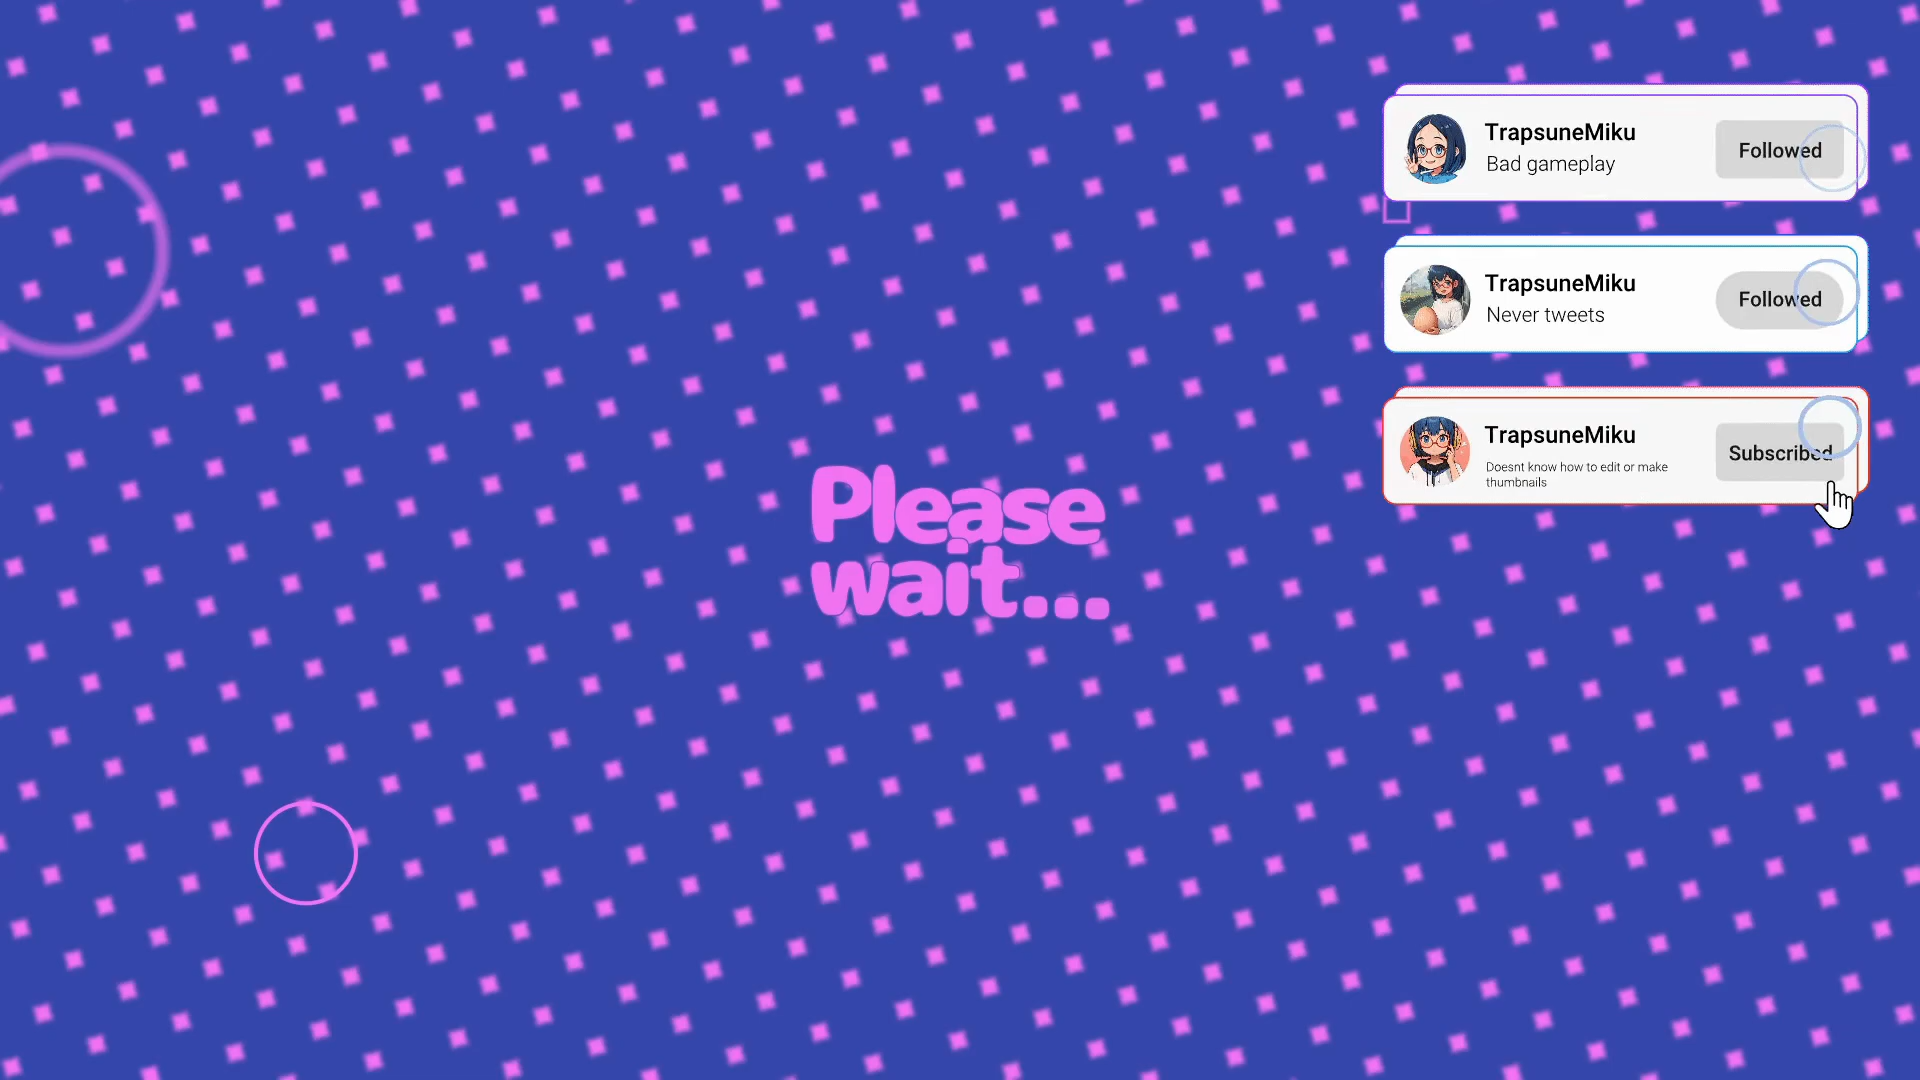 TrapsuneMiku
Bad gameplay
Followed
TrapsuneMiku
Never tweets
Followed
TrapsuneMiku
Doesnt know how to edit or make
thumbnails
Subscribed
Please
wait...